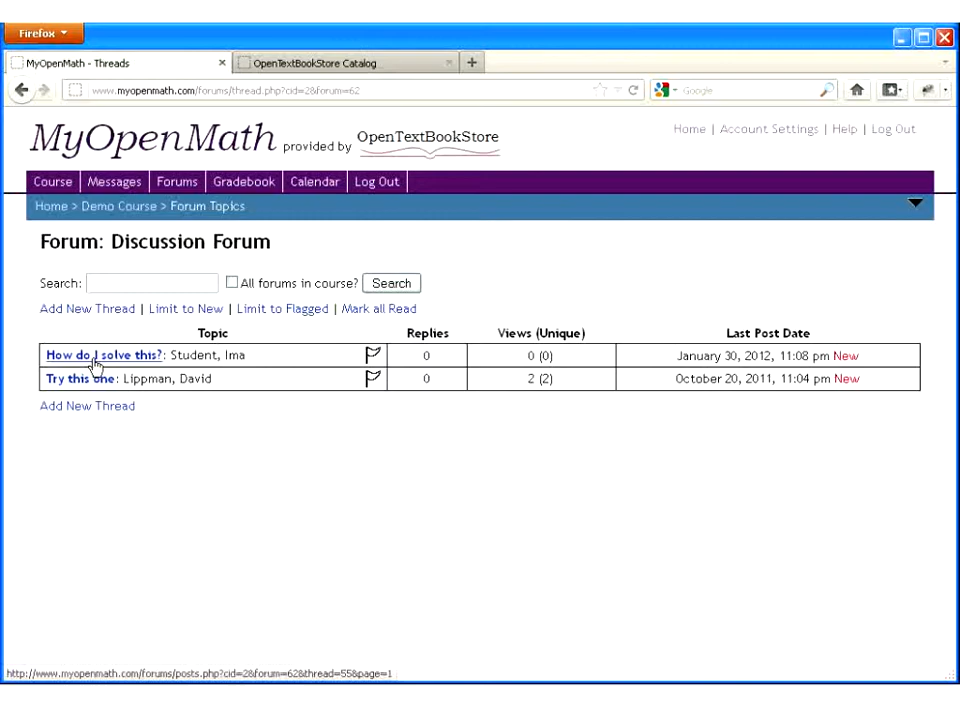 Firefox
MyOpenMath - Threads × OpenTextBookStore Catalog × +
www.myopenmath.com/forums/thread.php?cid=2&forum=62 Google
MyOpenMath provided by OpenTextBookStore
Home | Account Settings | Help | Log Out
Course Messages Forums Gradebook Calendar Log Out
Home > Demo Course > Forum Topics
Forum: Discussion Forum
Search: All forums in course? Search
Add New Thread | Limit to New | Limit to Flagged | Mark all Read
Topic Replies Views (Unique) Last Post Date
How do I solve this?: Student, Ima 0 0 (0) January 30, 2012, 11:08 pm New
Try this one: Lippman, David 0 2 (2) October 20, 2011, 11:04 pm New
Add New Thread
http://www.myopenmath.com/forums/posts.php?cid=2&forum=62&thread=55&page=1